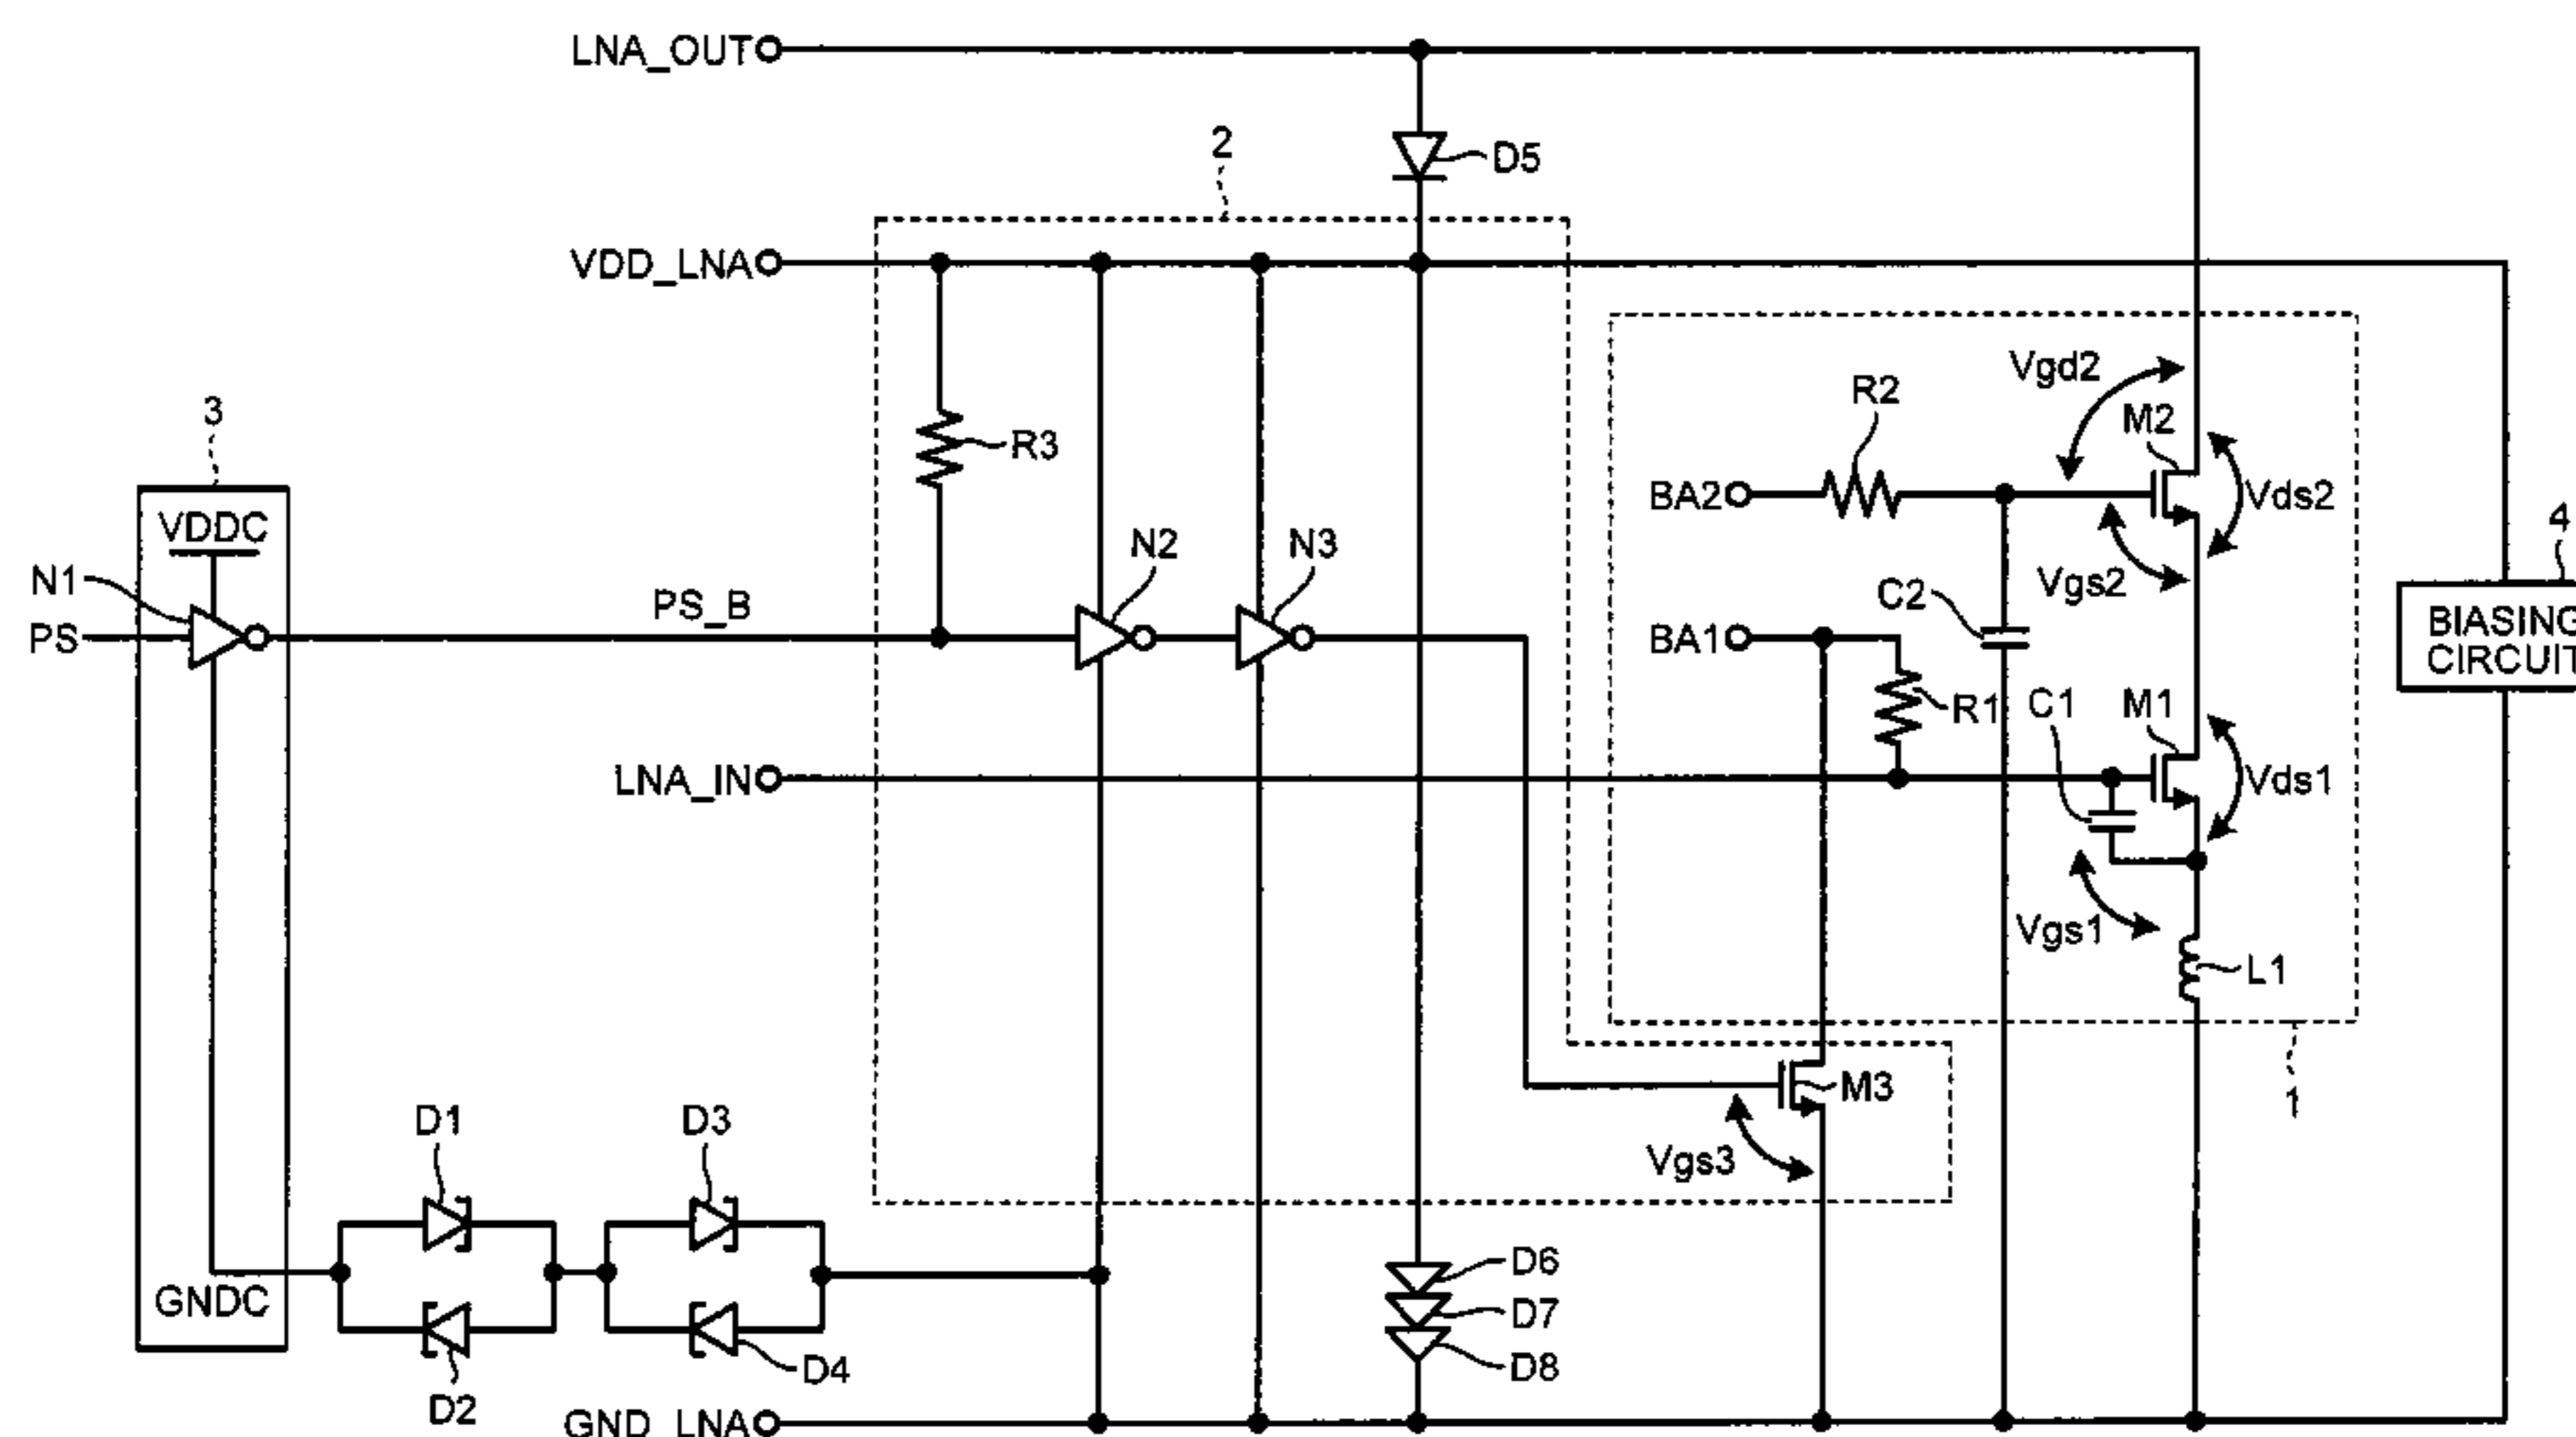 LNA_OUT
2
D5
VDD_LNA
Vgd2
3
R2
M2
R3
VDDC
BA2
Vds2
4
N1
N2
N3
Vgs2
PS_B
C2
PS
BA1
BIASING
CIRCUIT
R1
C1
M1
LNA_IN
Vds1
Vgs1
L1
M3
1
D1
D3
Vgs3
D6
GNDC
D7
D4
D8
D2
GND_LNA